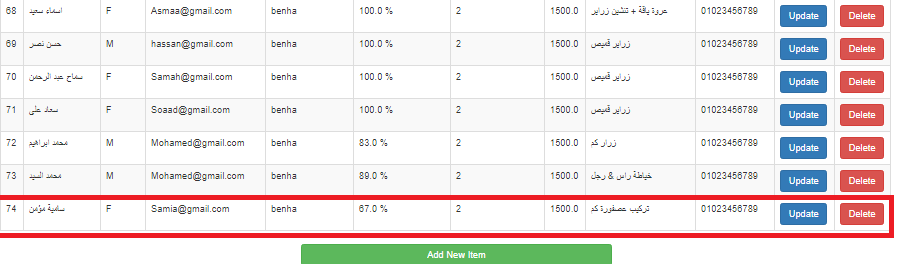 68 اسماء سعيد F Asmaa@gmail.com benha 100.0 % 2 1500.0 عروة ياقة + تنشين زراير 01023456789 Update Delete
69 حسن نصر M hassan@gmail.com benha 100.0 % 2 1500.0 زراير قميص 01023456789 Update Delete
70 سماح عبد الرحمن F Samah@gmail.com benha 100.0 % 2 1500.0 زراير قميص 01023456789 Update Delete
71 سعاد على F Soaad@gmail.com benha 100.0 % 2 1500.0 زراير قميص 01023456789 Update Delete
72 محمد ابراهيم M Mohamed@gmail.com benha 83.0 % 2 1500.0 زرار كم 01023456789 Update Delete
73 محمد السيد M Mohamed@gmail.com benha 89.0 % 2 1500.0 خياطة راس & رجل 01023456789 Update Delete
74 سامية مؤمن F Samia@gmail.com benha 67.0 % 2 1500.0 تركيب عصفورة كم 01023456789 Update Delete
Add New Item